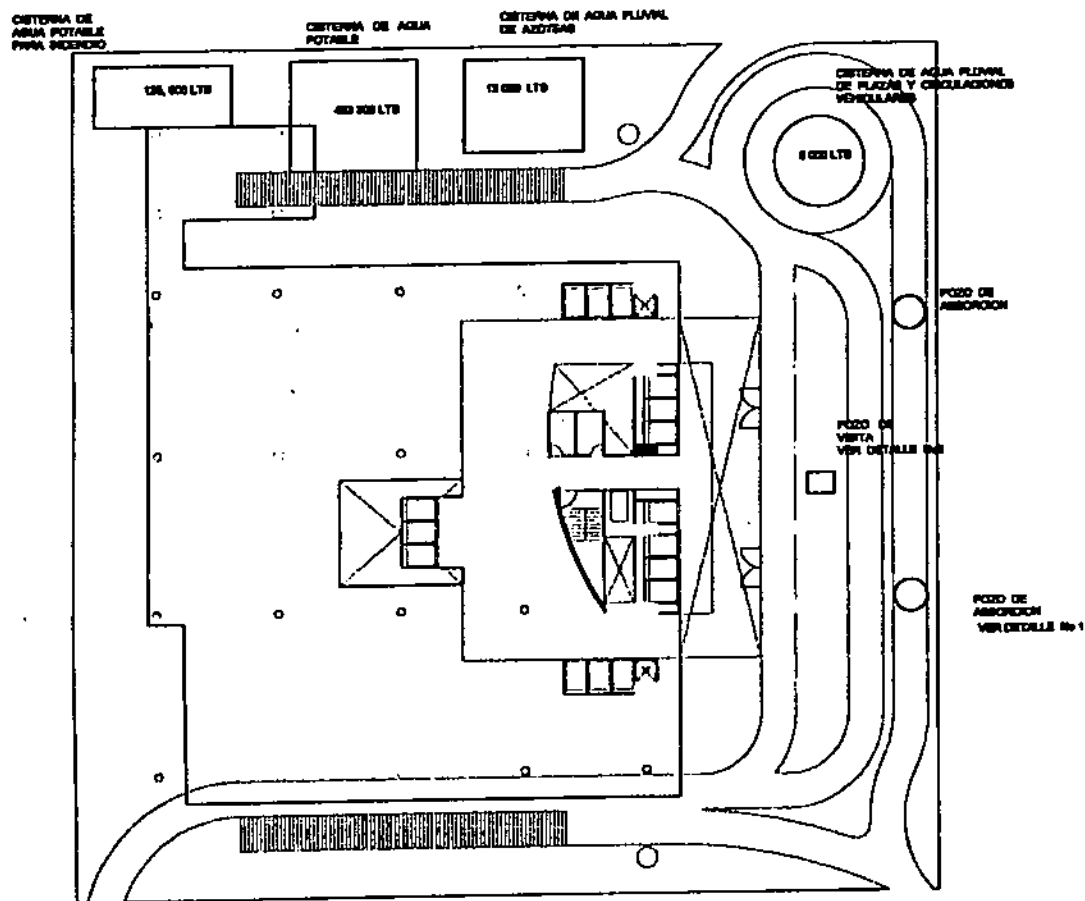 CISTERNA DE
AGUA POTABLE
PARA INCENDIO
CISTERNA DE AGUA
POTABLE
CISTERNA DE AGUA PLUVIAL
DE AZOTEAS
LTS
LTS
LTS
CISTERNA DE AGUA PLUVIAL
DE PLAZAS Y CIRCULACIONES
VEHICULARES
LTS
POZO DE
ABSORCION
POZO DE
VISITA
VER DETALLE
POZO DE
ABSORCION
VER DETALLE No 1